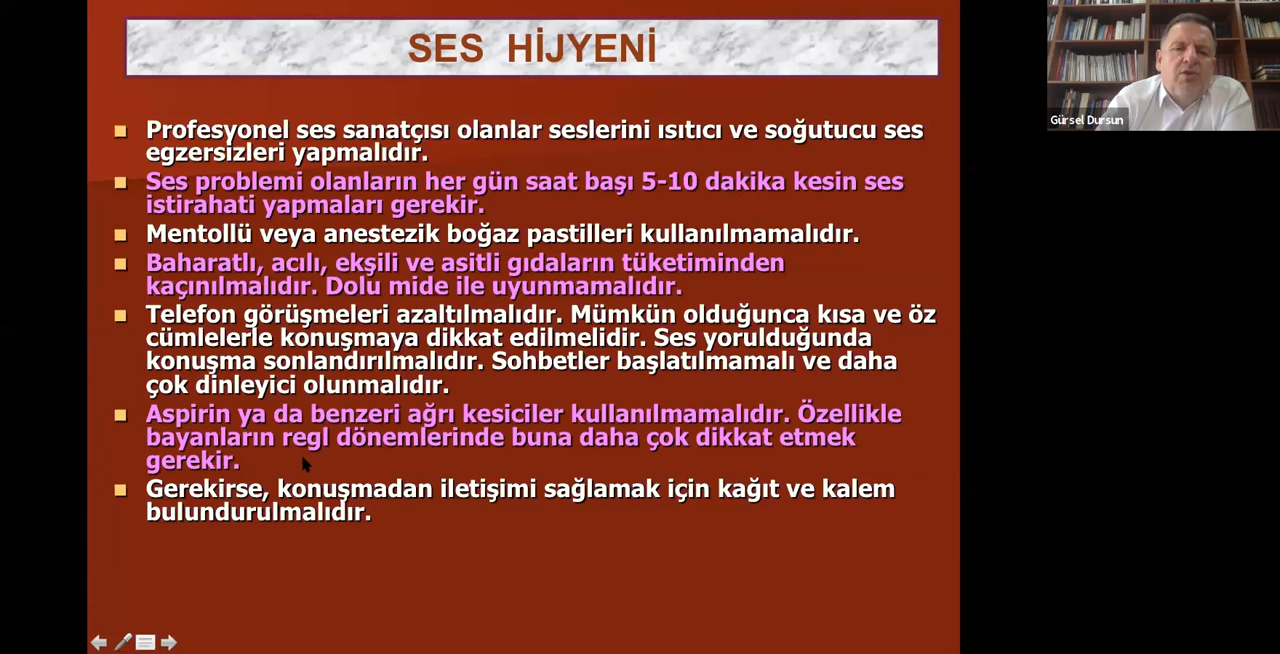 SES HİJYENİ
Gürsel Dursun
Profesyonel ses sanatçısı olanlar seslerini ısıtıcı ve soğutucu ses
egzersizleri yapmalıdır.
Ses problemi olanların her gün saat başı 5-10 dakika kesin ses
istirahati yapmaları gerekir.
Mentollü veya anestezik boğaz pastilleri kullanılmamalıdır.
Baharatlı, acılı, ekşili ve asitli gıdaların tüketiminden
kaçınılmalıdır. Dolu mide ile uyunmamalıdır.
Telefon görüşmeleri azaltılmalıdır. Mümkün olduğunca kısa ve öz
cümlelerle konuşmaya dikkat edilmelidir. Ses yorulduğunda
konuşma sonlandırılmalıdır. Sohbetler başlatılmamalı ve daha
çok dinleyici olunmalıdır.
Aspirin ya da benzeri ağrı kesiciler kullanılmamalıdır. Özellikle
bayanların regl dönemlerinde buna daha çok dikkat etmek
gerekir.
Gerekirse, konuşmadan iletişimi sağlamak için kağıt ve kalem
bulundurulmalıdır.